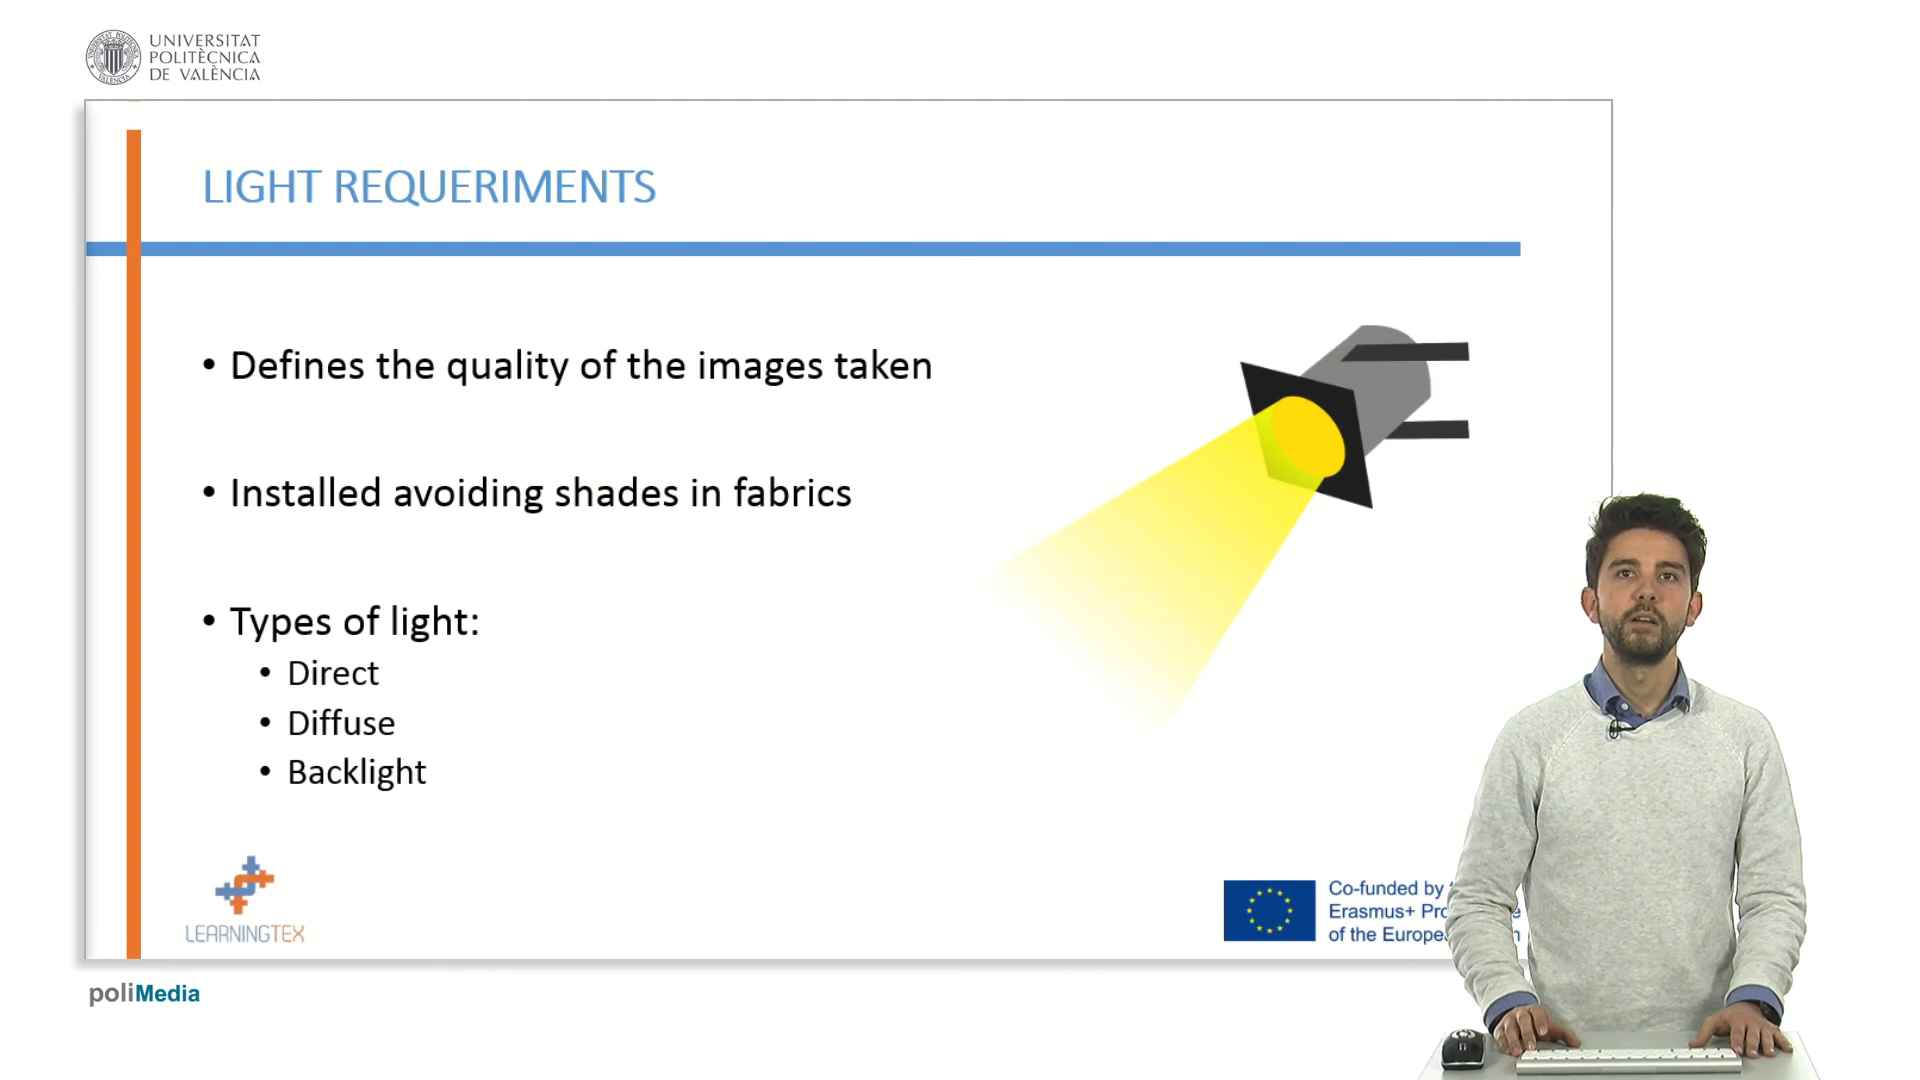 UNIVERSITAT
POLITÈCNICA
DE VALÈNCIA
LIGHT REQUERIMENTS
• Defines the quality of the images taken
• Installed avoiding shades in fabrics
• Types of light:
• Direct
• Diffuse
• Backlight
LEARNINGTEX
Co-funded by
Erasmus+
of the
poliMedia